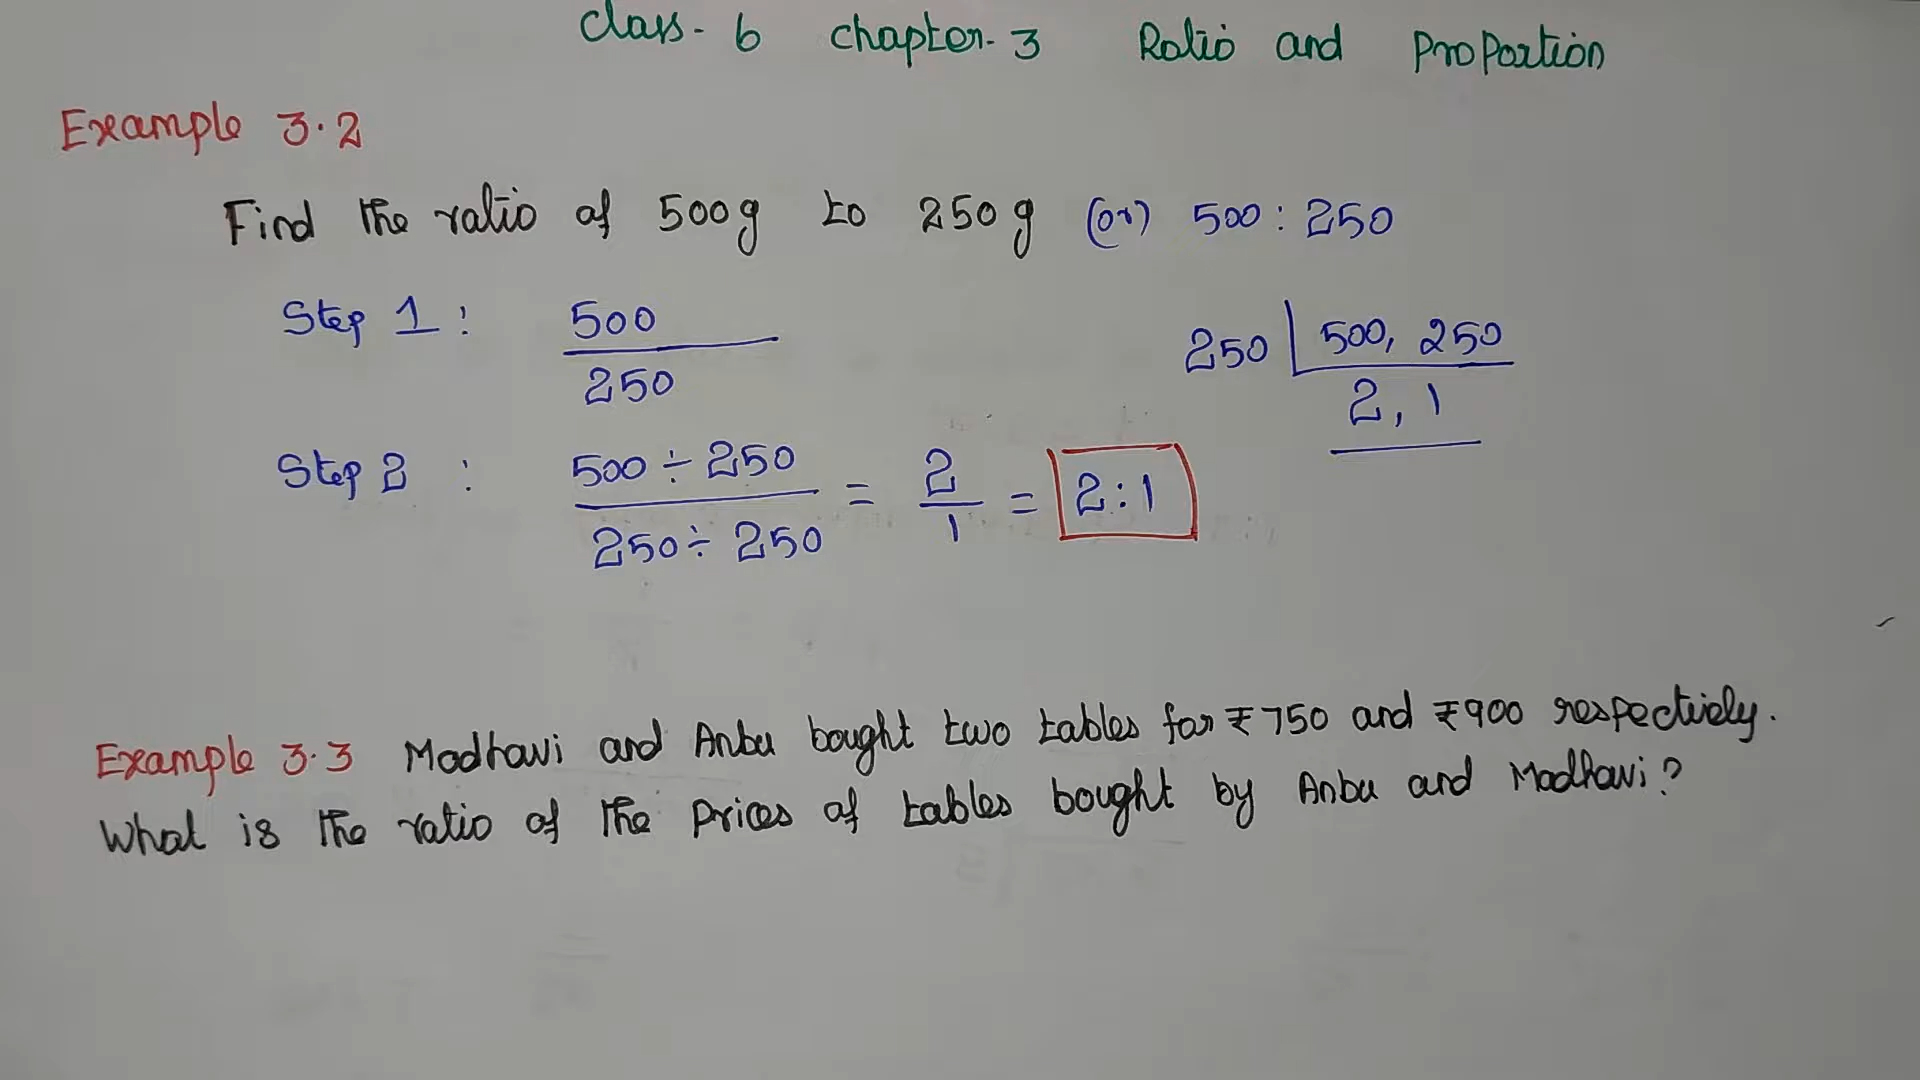 Class- 6 chapter- 3 Ratio and Proportion
Example 3.2
Find the ratio of 500g to 250g (or) 500 : 250
Step 1 : 500
250
250 | 500, 250
2, 1
Step 2 : 500 ÷ 250
250 ÷ 250
= 2
1
= 2 : 1
Example 3.3 Madhavi and Anbu bought two tables for ₹750 and ₹900 respectively.
What is the ratio of the Prices of tables bought by Anbu and Madhavi?